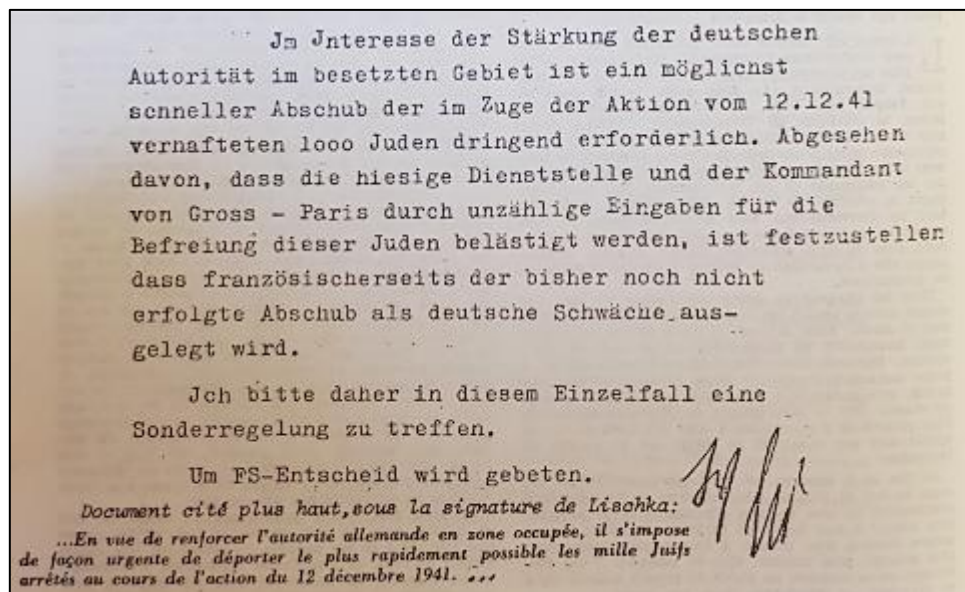 Jm Jnteresse der Stärkung der deutschen
Autorität im besetzten Gebiet ist ein möglichst
scnneller Abschub der im Zuge der Aktion vom 12.12.41
vernafteten 1ooo Juden dringend erforderlich. Abgesehen
davon, dass die hiesige Dienststelle und der Kommandant
von Gross - Paris durch unzählige Eingaben für die
Befreiung dieser Juden belästigt werden, ist festzustellen
dass französischerseits der bisher noch nicht
erfolgte Abschub als deutsche Schwäche aus-
gelegt wird.
Jch bitte daher in diesem Einzelfall eine
Sonderregelung zu treffen.
Um FS-Entscheid wird gebeten.
Document cité plus haut, sous la signature de Lischka:
...En vue de renforcer l'autorité allemande en zone occupée, il s'impose
de façon urgente de déporter le plus rapidement possible les mille Juifs
arrêtés au cours de l'action du 12 décembre 1941. ...